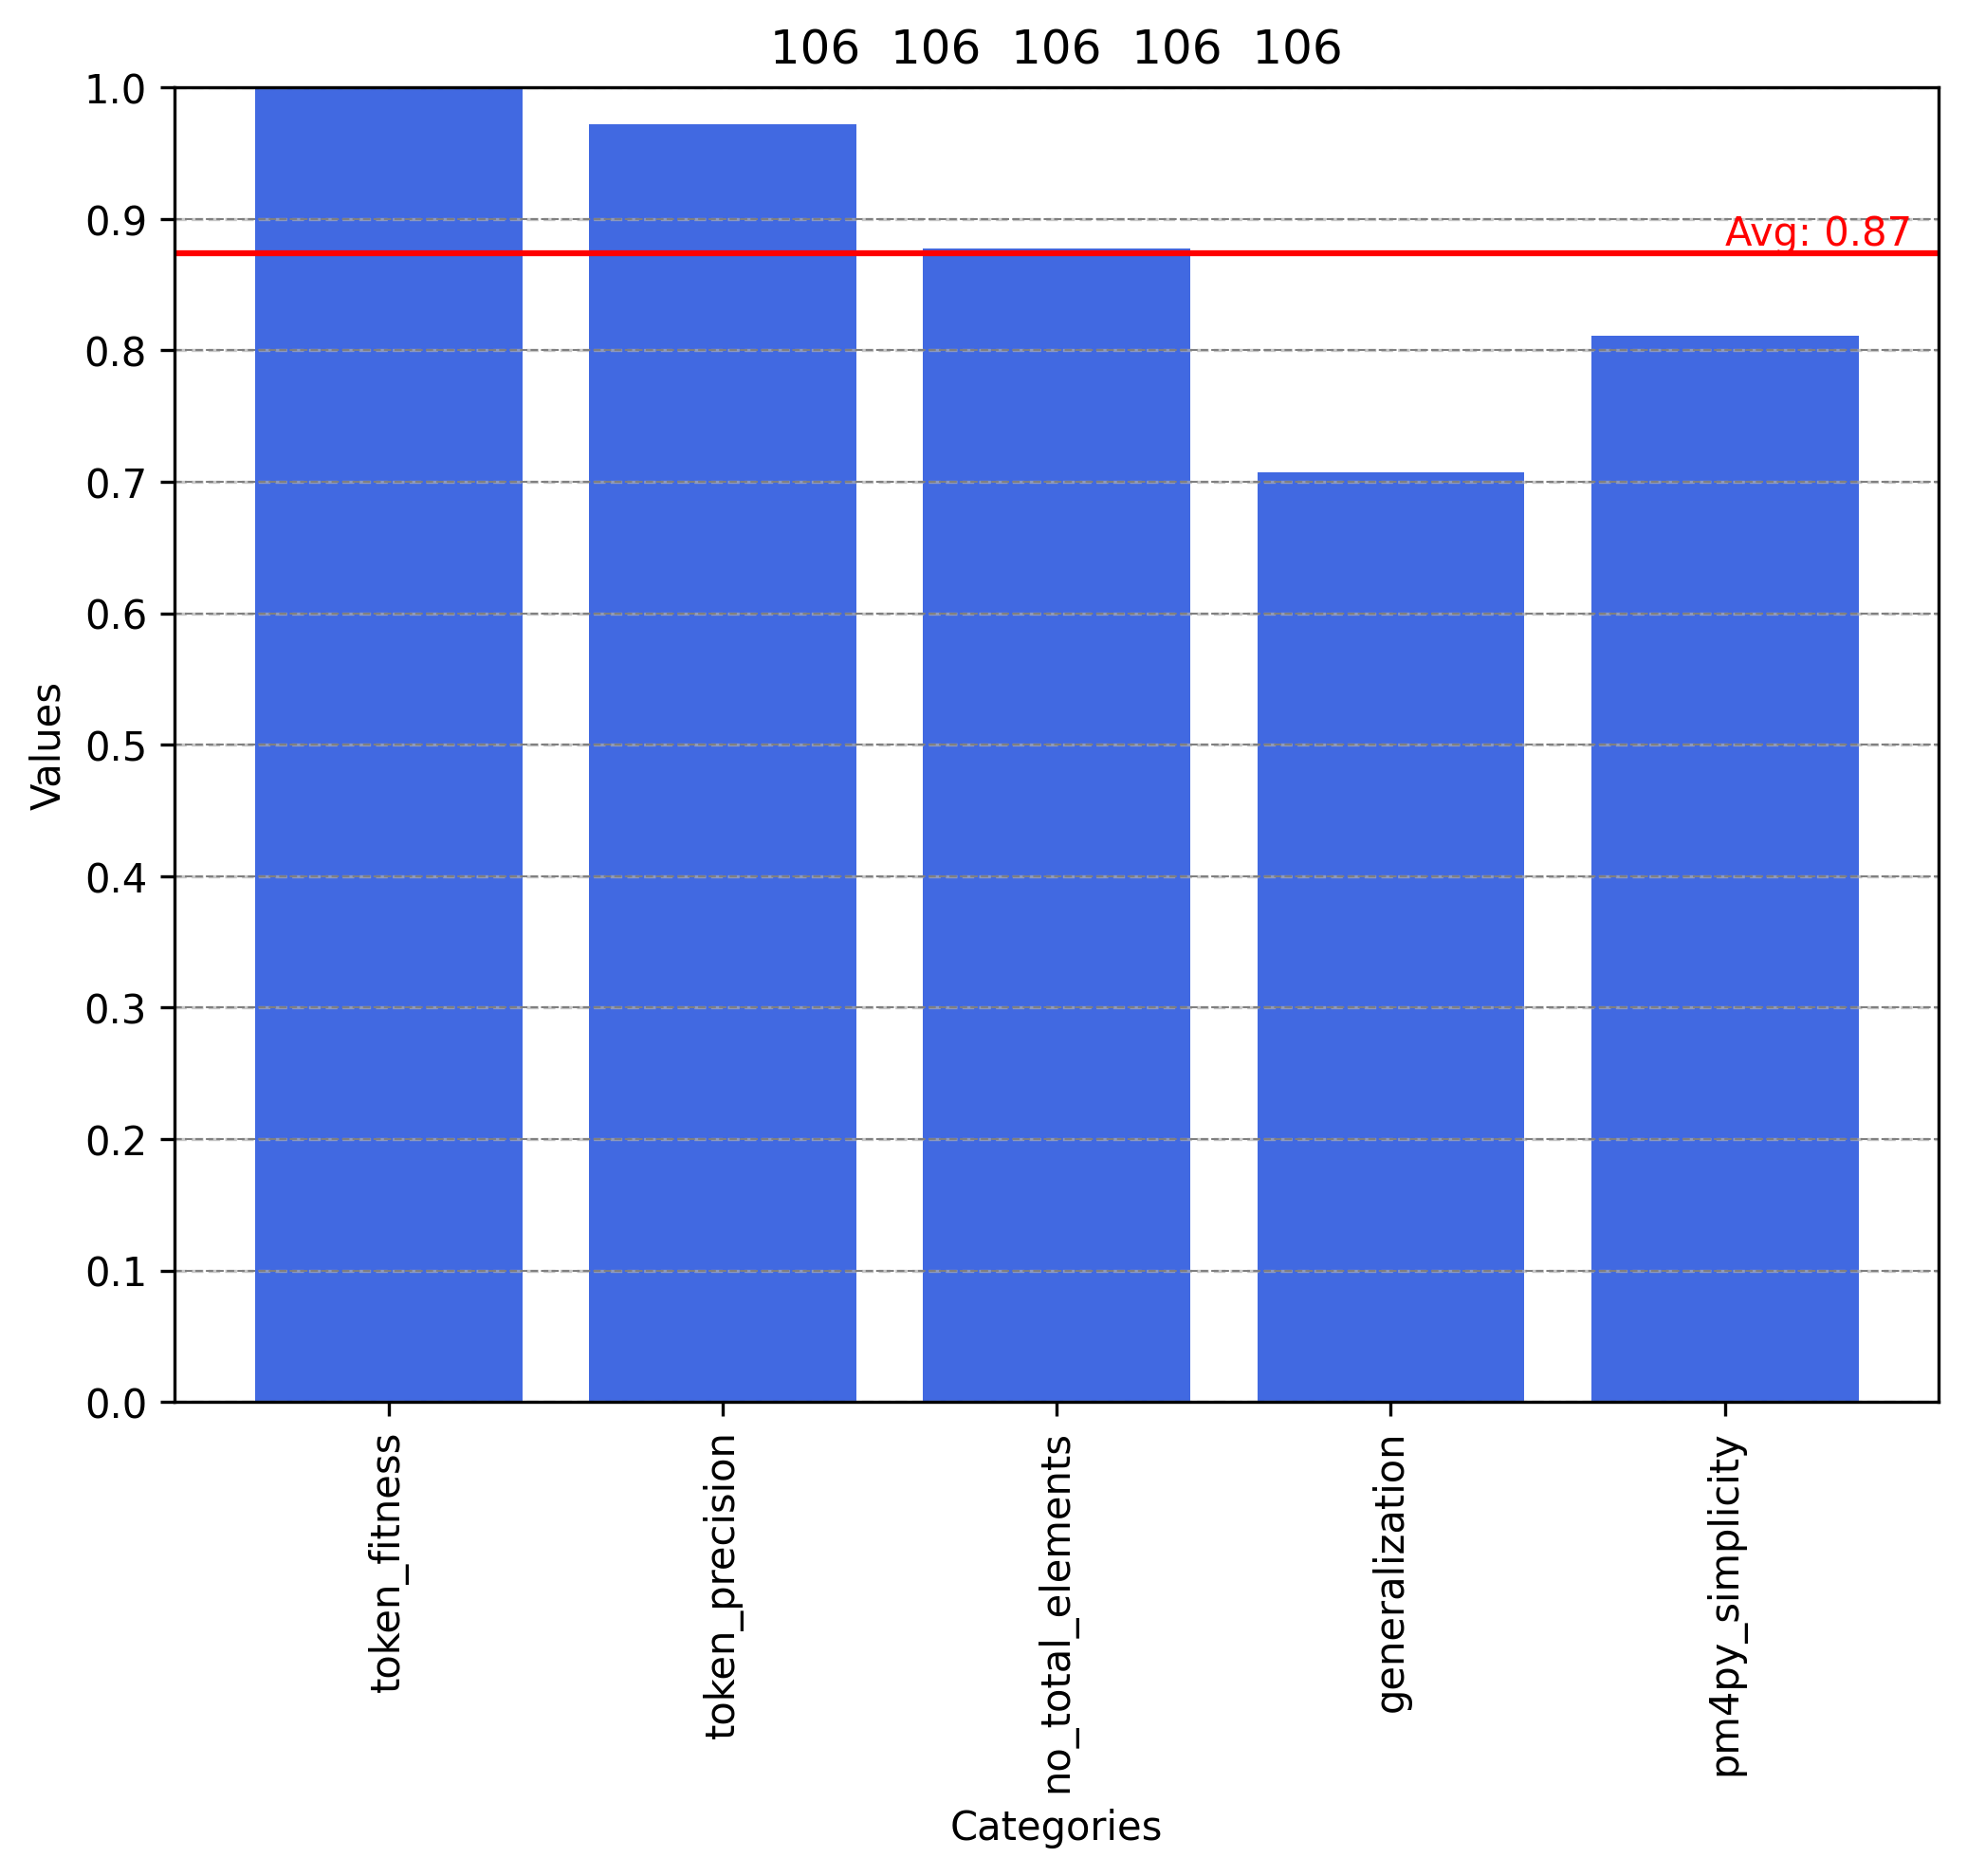 106 106 106 106 106
1.0
0.9
Avg: 0.87
0.8
0.7
0.6
0.5
0.4
0.3
0.2
0.1
0.0
Values
token_fitness
token_precision
no_total_elements
generalization
pm4py_simplicity
Categories